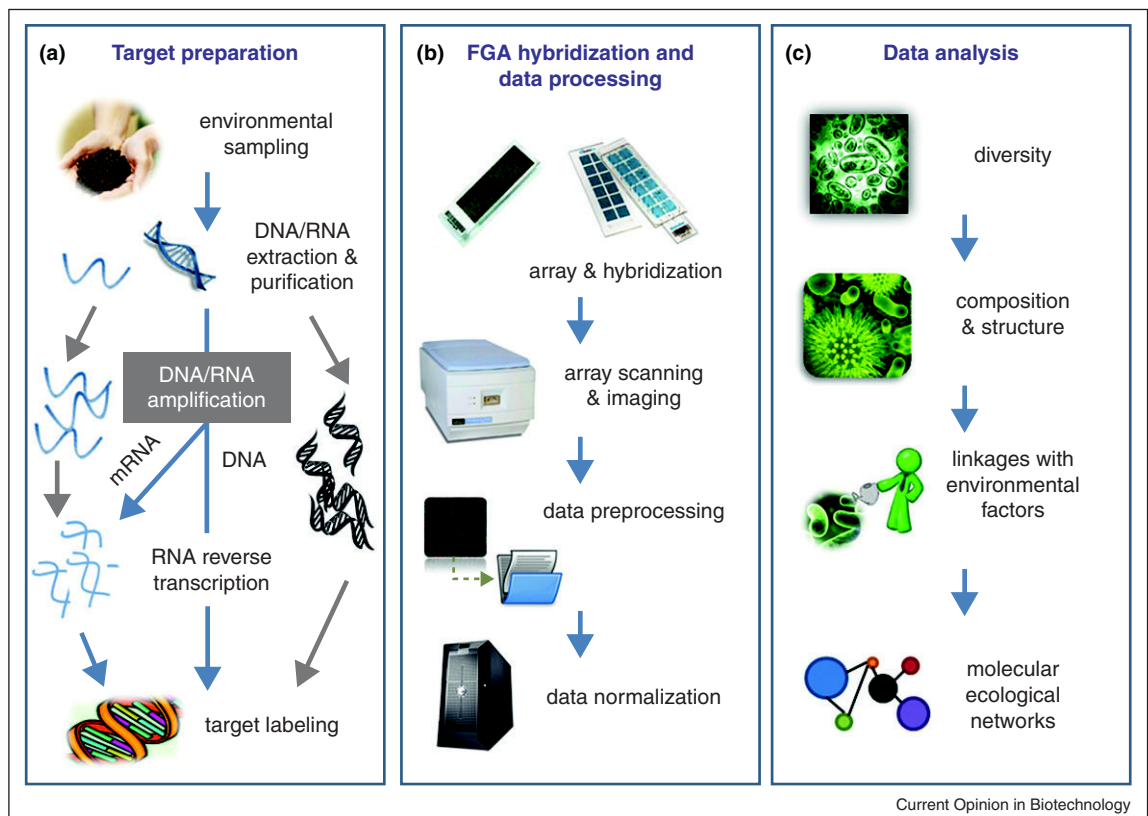 (a) Target preparation
environmental
sampling
DNA/RNA
extraction &
purification
DNA/RNA
amplification
mRNA
DNA
RNA reverse
transcription
target labeling
(b) FGA hybridization and
data processing
array & hybridization
array scanning
& imaging
data preprocessing
data normalization
(c) Data analysis
diversity
composition
& structure
linkages with
environmental
factors
molecular
ecological
networks
Current Opinion in Biotechnology